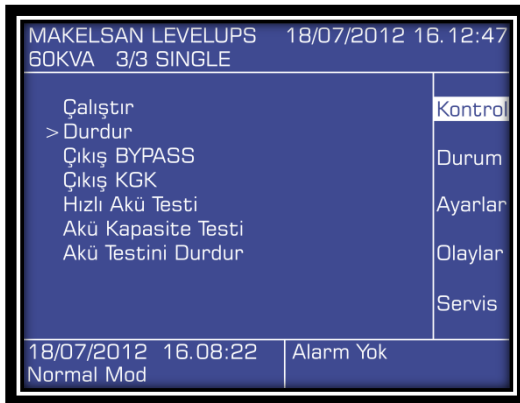 MAKELSAN LEVELUPS 18/07/2012 16.12:47
60KVA 3/3 SINGLE
Çalıştır
>Durdur
Çıkış BYPASS
Çıkış KGK
Hızlı Akü Testi
Akü Kapasite Testi
Akü Testini Durdur
Kontrol
Durum
Ayarlar
Olaylar
Servis
18/07/2012 16.08:22
Normal Mod
Alarm Yok